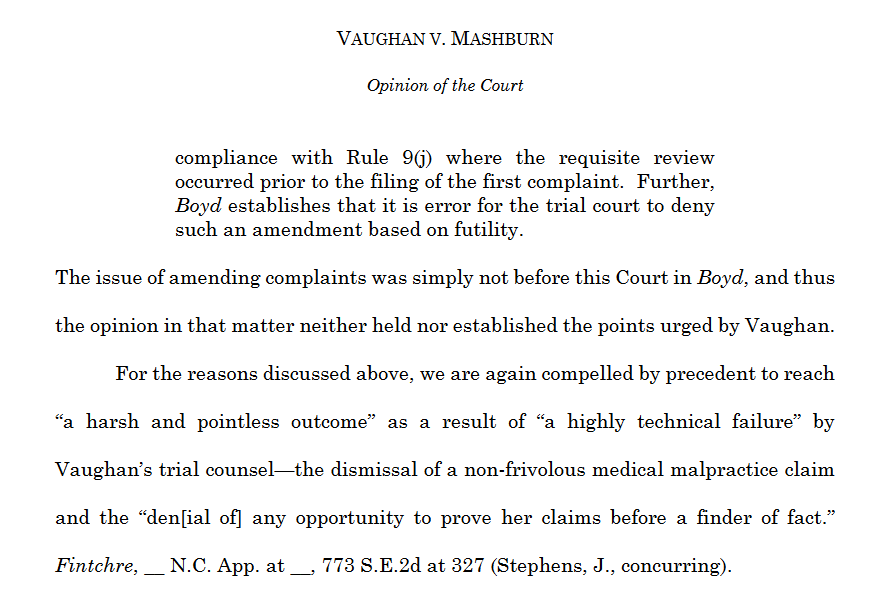 VAUGHAN V. MASHBURN
Opinion of the Court
compliance with Rule 9(j) where the requisite review
occurred prior to the filing of the first complaint.  Further,
Boyd establishes that it is error for the trial court to deny
such an amendment based on futility.
The issue of amending complaints was simply not before this Court in Boyd, and thus
the opinion in that matter neither held nor established the points urged by Vaughan.
For the reasons discussed above, we are again compelled by precedent to reach
“a harsh and pointless outcome” as a result of “a highly technical failure” by
Vaughan’s trial counsel—the dismissal of a non-frivolous medical malpractice claim
and the “den[ial of] any opportunity to prove her claims before a finder of fact.”
Fintchre, __ N.C. App. at __, 773 S.E.2d at 327 (Stephens, J., concurring).